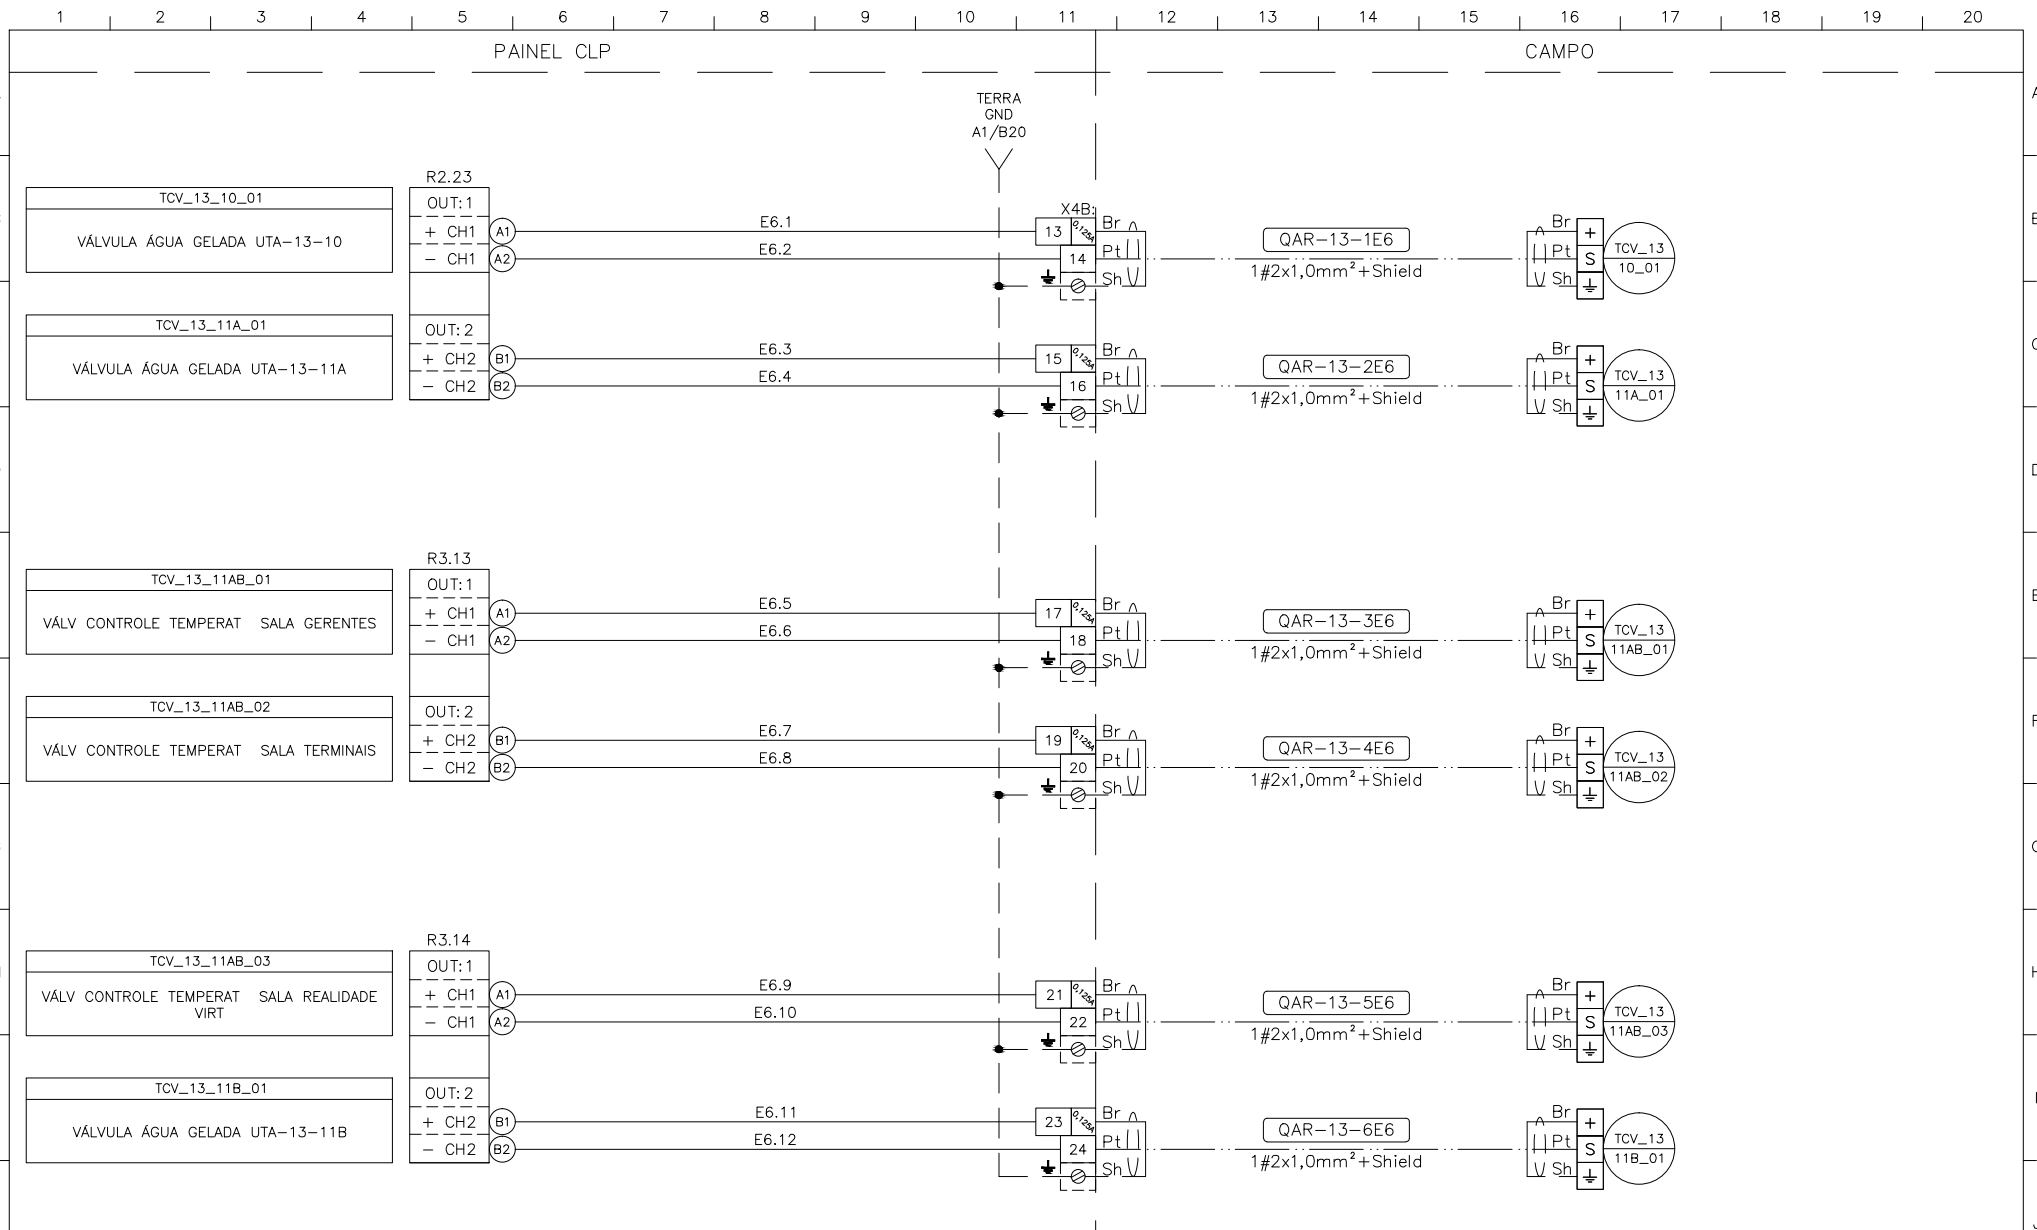 1 2 3 4 5 6 7 8 9 10 11 12 13 14 15 16 17 18 19 20
PAINEL CLP CAMPO
TERRA
GND
A1/B20
R2.23
TCV_13_10_01
VÁLVULA ÁGUA GELADA UTA-13-10
OUT:1
+ CH1 A1 E6.1 X4B: 13 0,125A Br
- CH1 A2 E6.2 14 Pt
Sh
QAR-13-1E6
1#2x1,0mm²+Shield
Br +
Pt S
Sh
TCV_13
10_01
TCV_13_11A_01
VÁLVULA ÁGUA GELADA UTA-13-11A
OUT:2
+ CH2 B1 E6.3 15 0,125A Br
- CH2 B2 E6.4 16 Pt
Sh
QAR-13-2E6
1#2x1,0mm²+Shield
Br +
Pt S
Sh
TCV_13
11A_01
R3.13
TCV_13_11AB_01
VÁLV CONTROLE TEMPERAT SALA GERENTES
OUT:1
+ CH1 A1 E6.5 17 0,125A Br
- CH1 A2 E6.6 18 Pt
Sh
QAR-13-3E6
1#2x1,0mm²+Shield
Br +
Pt S
Sh
TCV_13
11AB_01
TCV_13_11AB_02
VÁLV CONTROLE TEMPERAT SALA TERMINAIS
OUT:2
+ CH2 B1 E6.7 19 0,125A Br
- CH2 B2 E6.8 20 Pt
Sh
QAR-13-4E6
1#2x1,0mm²+Shield
Br +
Pt S
Sh
TCV_13
11AB_02
R3.14
TCV_13_11AB_03
VÁLV CONTROLE TEMPERAT SALA REALIDADE
VIRT
OUT:1
+ CH1 A1 E6.9 21 0,125A Br
- CH1 A2 E6.10 22 Pt
Sh
QAR-13-5E6
1#2x1,0mm²+Shield
Br +
Pt S
Sh
TCV_13
11AB_03
TCV_13_11B_01
VÁLVULA ÁGUA GELADA UTA-13-11B
OUT:2
+ CH2 B1 E6.11 23 0,125A Br
- CH2 B2 E6.12 24 Pt
Sh
QAR-13-6E6
1#2x1,0mm²+Shield
Br +
Pt S
Sh
TCV_13
11B_01